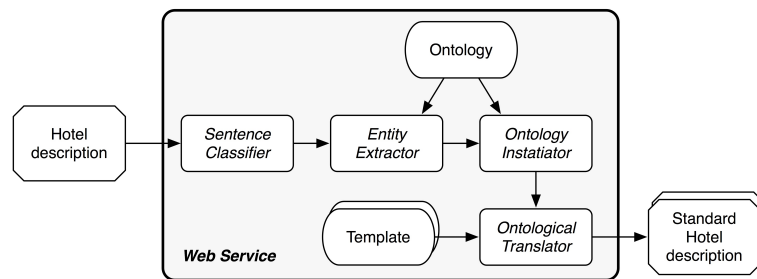 Ontology
Hotel
description
Sentence
Classifier
Entity
Extractor
Ontology
Instatiator
Template
Ontological
Translator
Standard
Hotel
description
Web Service